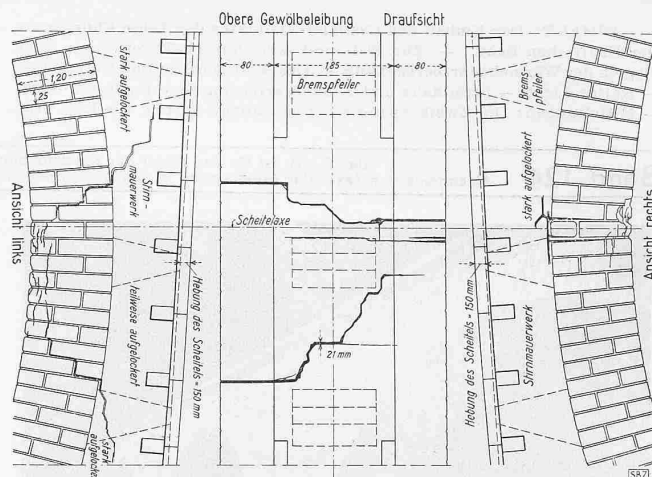 Obere Gewölbeleibung Draufsicht
80
1,85
80
Bremspfeiler
stark aufgelockert
1,20
25
Stirn-
mauerwerk
Ansicht links
teilweise aufgelockert
Hebung des Scheitels = 150 mm
stark
aufgelockert
Scheitelaxe
21 mm
Brems-
pfeiler
stark aufgelockert
Ansicht rechts
Hebung des Scheitels = 150 mm
Stirnmauerwerk
SBZ